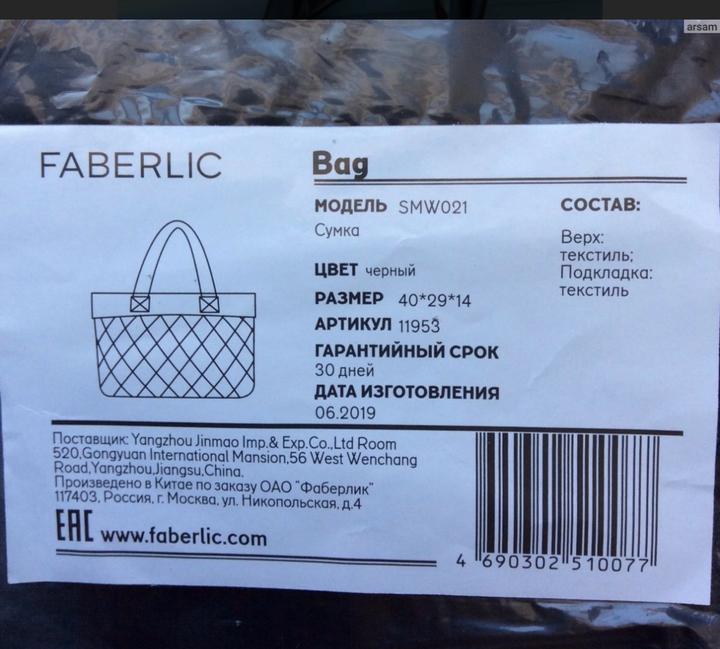 arsam
FABERLIC
Bag
МОДЕЛЬ SMW021
Сумка
ЦВЕТ черный
РАЗМЕР 40*29*14
АРТИКУЛ 11953
ГАРАНТИЙНЫЙ СРОК
30 дней
ДАТА ИЗГОТОВЛЕНИЯ
06.2019
СОСТАВ:
Верх:
текстиль;
Подкладка:
текстиль
Поставщик: Yangzhou Jinmao Imp.& Exp.Co.,Ltd Room
520,Gongyuan International Mansion,56 West Wenchang
Road,Yangzhou,Jiangsu,China.
Произведено в Китае по заказу ОАО "Фаберлик"
117403, Россия, г. Москва, ул. Никопольская, д.4
EAC www.faberlic.com
4 690302 510077